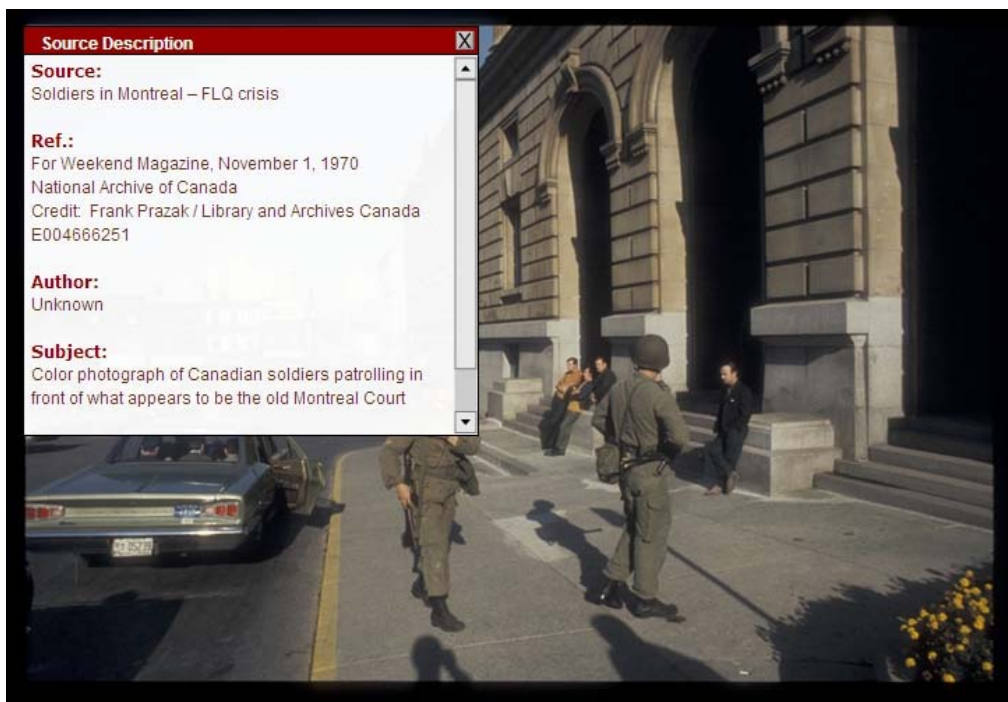 Source Description
X
Source:
Soldiers in Montreal – FLQ crisis
Ref.:
For Weekend Magazine, November 1, 1970
National Archive of Canada
Credit: Frank Prazak / Library and Archives Canada
E004666251
Author:
Unknown
Subject:
Color photograph of Canadian soldiers patrolling in
front of what appears to be the old Montreal Court